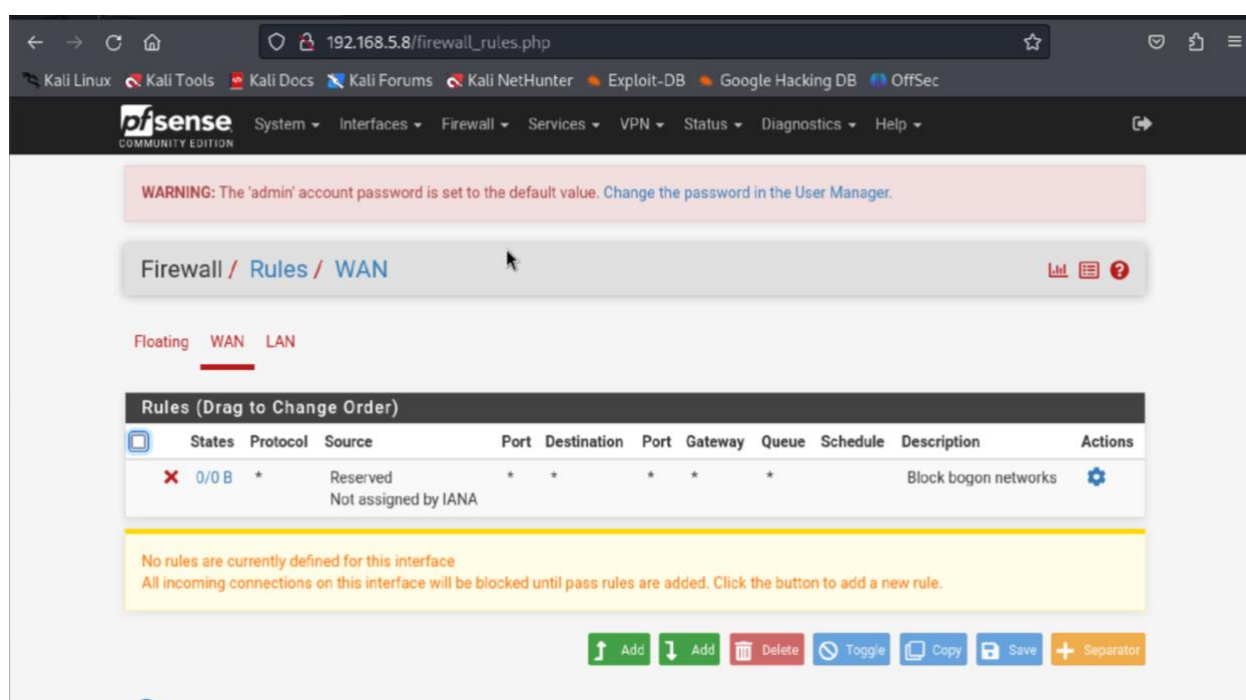 192.168.5.8/firewall_rules.php
Kali Linux Kali Tools Kali Docs Kali Forums Kali NetHunter Exploit-DB Google Hacking DB OffSec
pfsense System Interfaces Firewall Services VPN Status Diagnostics Help
COMMUNITY EDITION
WARNING: The 'admin' account password is set to the default value. Change the password in the User Manager.
Firewall / Rules / WAN
Floating WAN LAN
Rules (Drag to Change Order)
States Protocol Source Port Destination Port Gateway Queue Schedule Description Actions
0/0 B * Reserved * * * * * Block bogon networks
Not assigned by IANA
No rules are currently defined for this interface
All incoming connections on this interface will be blocked until pass rules are added. Click the button to add a new rule.
Add Add Delete Toggle Copy Save Separator